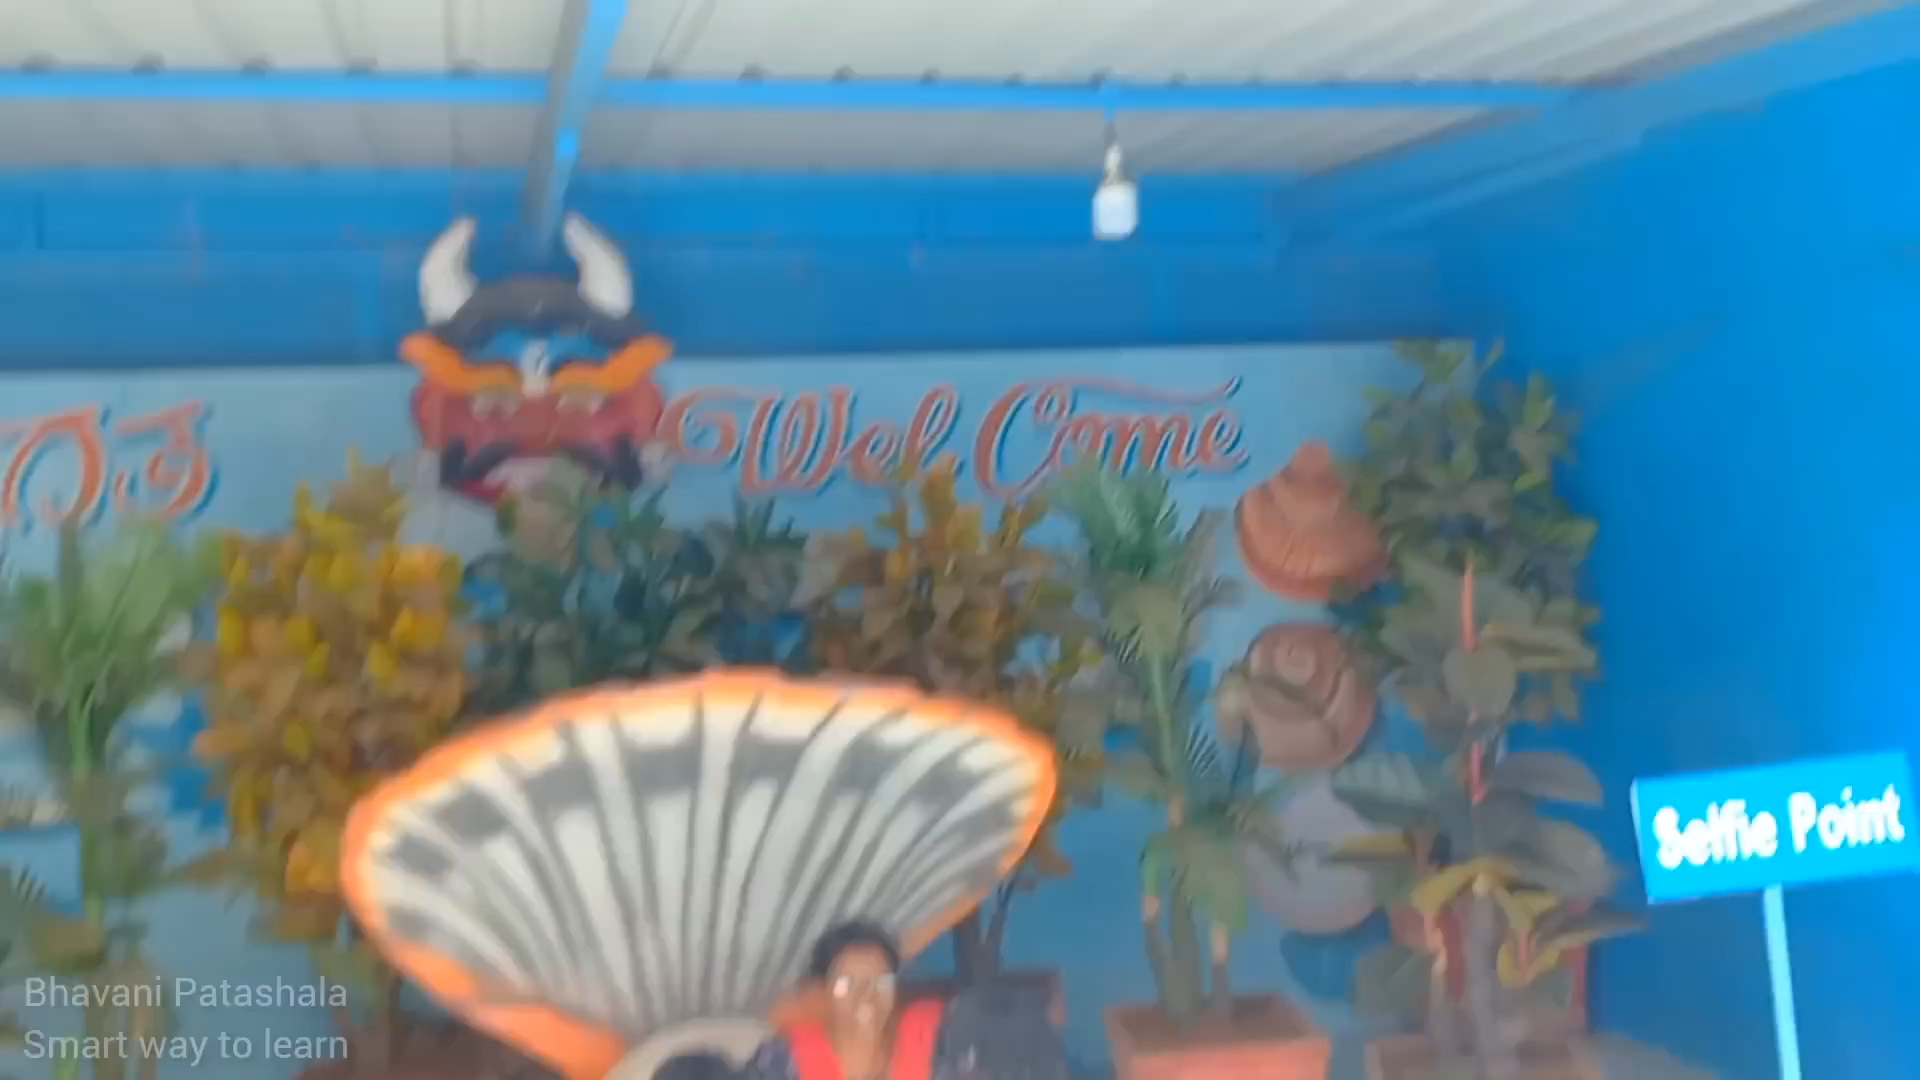 Wel Come
Selfie Point
Bhavani Patashala
Smart way to learn